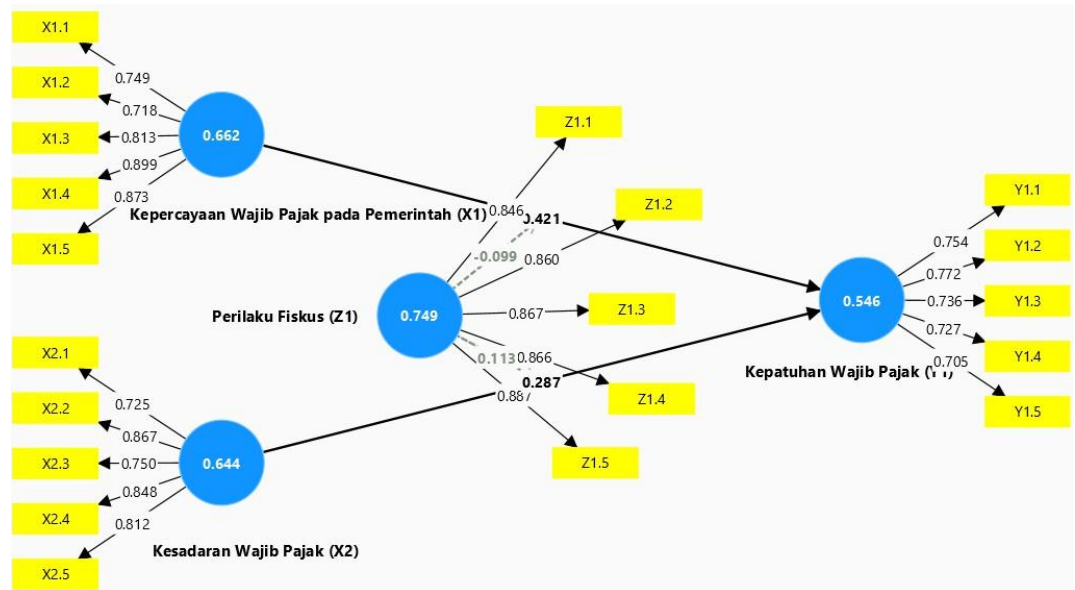 X1.1
X1.2
X1.3
X1.4
X1.5
0.749
0.718
0.813
0.899
0.873
0.662
Kepercayaan Wajib Pajak pada Pemerintah (X1)
Z1.1
Z1.2
Z1.3
Z1.4
Z1.5
0.846
0.421
-0.099
0.860
0.867
0.113
0.866
0.287
Perilaku Fiskus (Z1)
0.749
X2.1
X2.2
X2.3
X2.4
X2.5
0.725
0.867
0.750
0.848
0.812
0.644
Kesadaran Wajib Pajak (X2)
0.546
Kepatuhan Wajib Pajak (Y1)
0.754
0.772
0.736
0.727
0.705
Y1.1
Y1.2
Y1.3
Y1.4
Y1.5